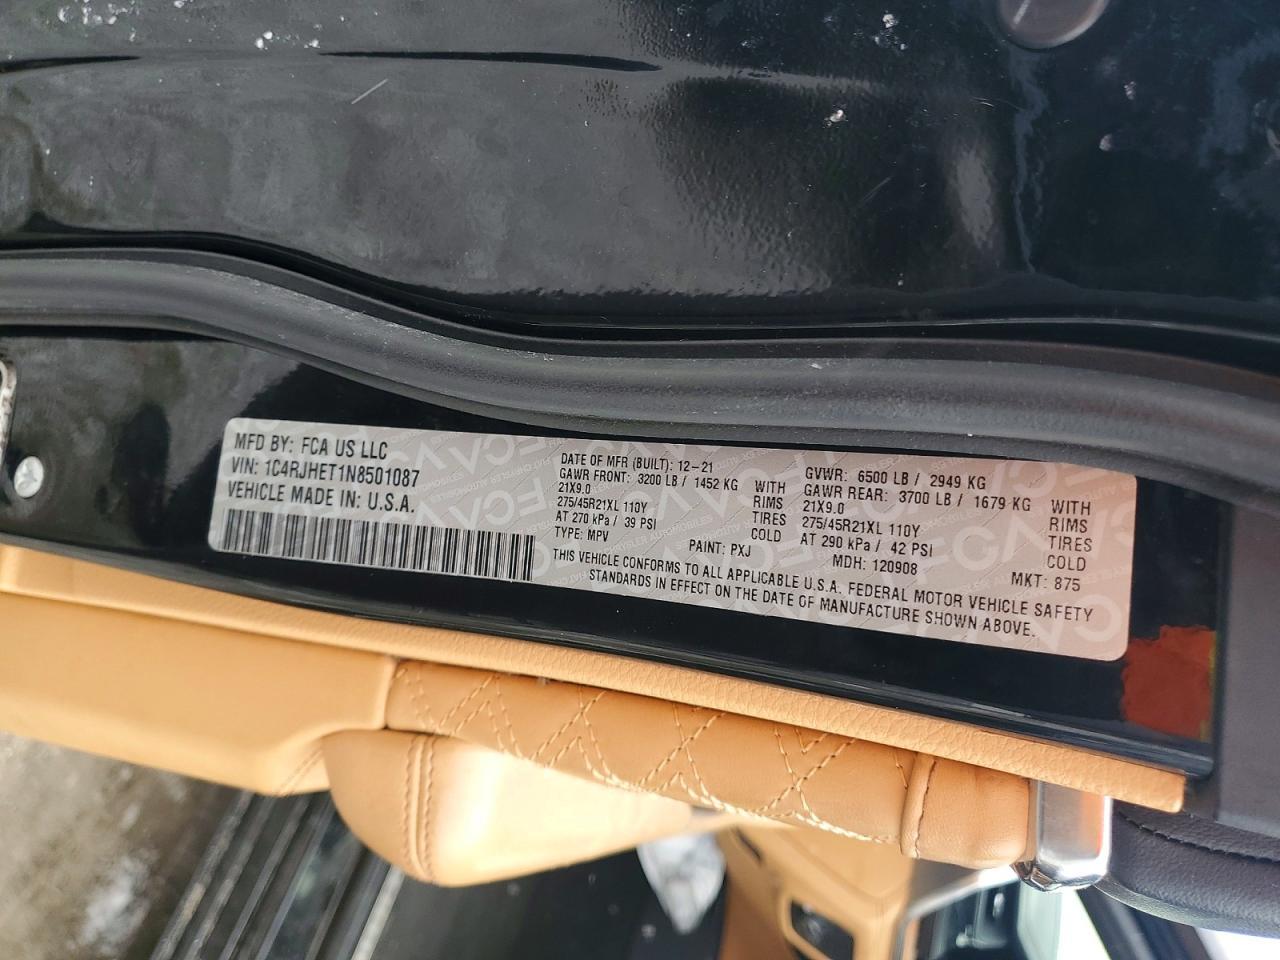 MFD BY: FCA US LLC
VIN: 1C4RJHET1N8501087
VEHICLE MADE IN: U.S.A.
DATE OF MFR (BUILT): 12-21
GAWR FRONT: 3200 LB / 1452 KG WITH
21X9.0 RIMS
275/45R21XL 110Y TIRES
AT 270 kPa / 39 PSI COLD
TYPE: MPV PAINT: PXJ
GVWR: 6500 LB / 2949 KG
GAWR REAR: 3700 LB / 1679 KG WITH
21X9.0 RIMS
275/45R21XL 110Y TIRES
AT 290 kPa / 42 PSI COLD
MDH: 120908 MKT: 875
THIS VEHICLE CONFORMS TO ALL APPLICABLE U.S.A. FEDERAL MOTOR VEHICLE SAFETY
STANDARDS IN EFFECT ON THE DATE OF MANUFACTURE SHOWN ABOVE.